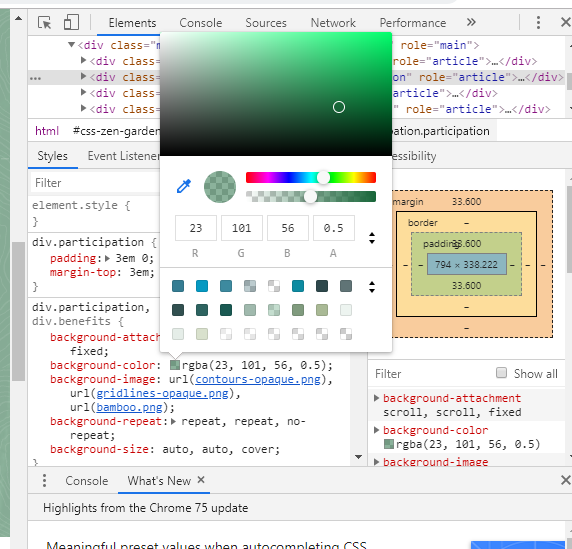 Elements Console Sources Network Performance »
▼<div class="m role="main">
▶<div class= role="article">…</div>
… ▶<div class= on" role="article">…</div>
▶<div class= ole="article">…</div>
▶<div class= " role="article">…</div>
html #css-zen-garde pation.participation
Styles Event Listene ssibility
Filter
element.style {
}
div.participation {
padding:▶ 3em 0;
margin-top: 3em;
}
div.participation,
div.benefits {
background-attach
fixed;
background-color: rgba(23, 101, 56, 0.5);
background-image: url(contours-opaque.png),
url(gridlines-opaque.png),
url(bamboo.png);
background-repeat:▶ repeat, repeat, no-
repeat;
background-size: auto, auto, cover;
}
23 101 56 0.5
R G B A
margin 33.600
border –
padding 33.600
– – 794 × 338.222 – –
33.600
–
–
Filter Show all
▶ background-attachment
scroll, scroll, fixed
▶ background-color
rgba(23, 101, 56, 0.5)
▶ background-image
Console What's New ×
Highlights from the Chrome 75 update
Meaningful preset values when autocompleting CSS